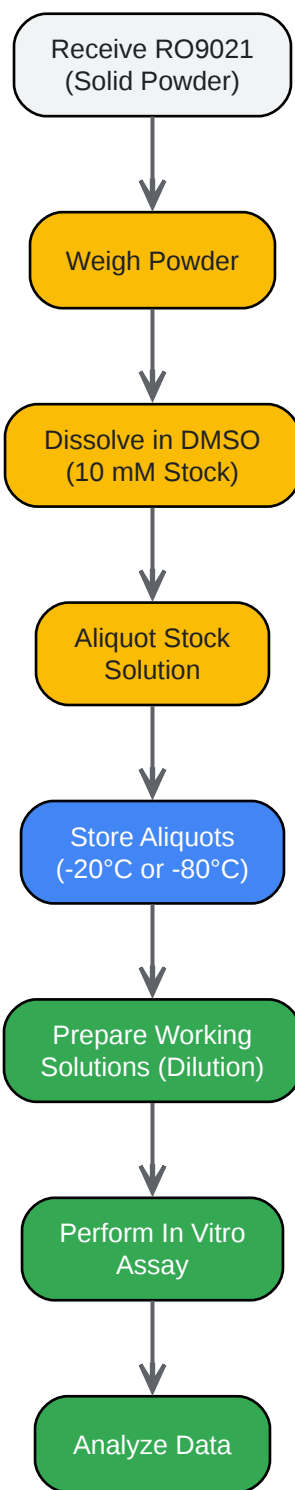 Receive RO9021
(Solid Powder)
Weigh Powder
Dissolve in DMSO
(10 mM Stock)
Aliquot Stock
Solution
Store Aliquots
(-20°C or -80°C)
Prepare Working
Solutions (Dilution)
Perform In Vitro
Assay
Analyze Data